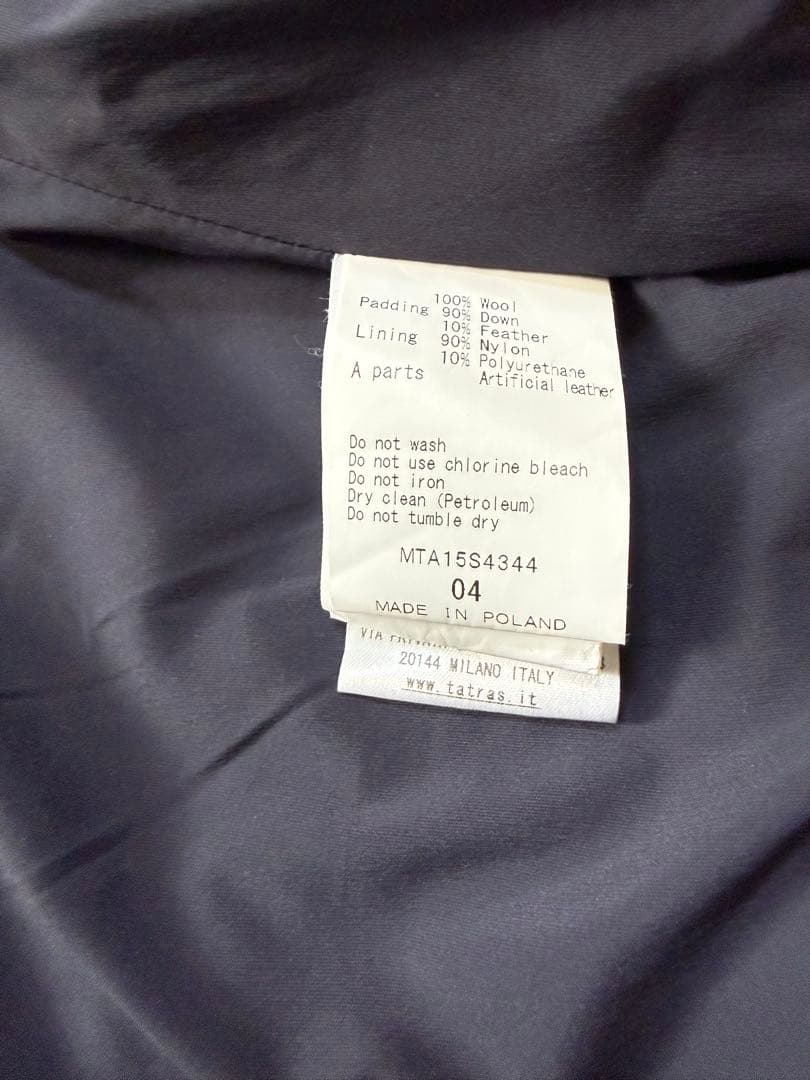 100% Wool
Padding 90% Down
10% Feather
Lining 90% Nylon
10% Polyurethane
A parts Artificial leather
Do not wash
Do not use chlorine bleach
Do not iron
Dry clean (Petroleum)
Do not tumble dry
MTA15S4344
04
MADE IN POLAND
VIA
20144 MILANO ITALY
www.tatras.it